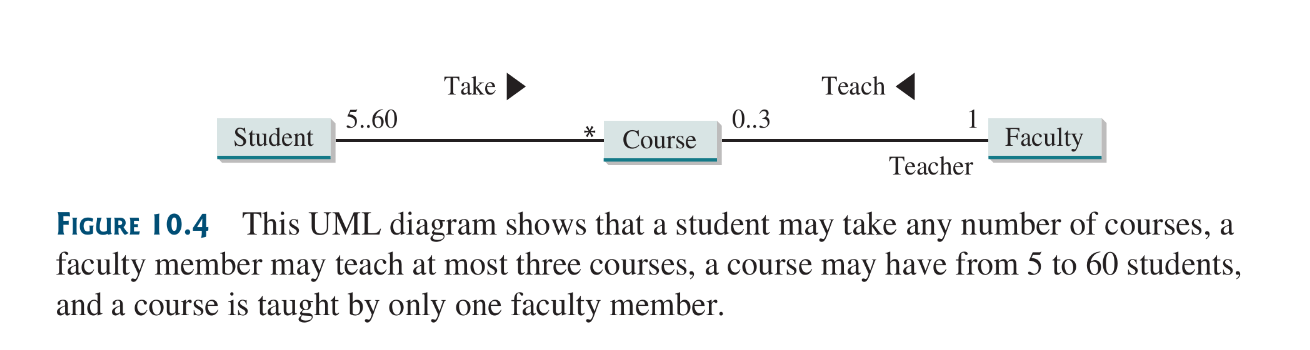 Take Teach
5..60 * 0..3 1
Student Course Faculty
Teacher
FIGURE 10.4 This UML diagram shows that a student may take any number of courses, a
faculty member may teach at most three courses, a course may have from 5 to 60 students,
and a course is taught by only one faculty member.